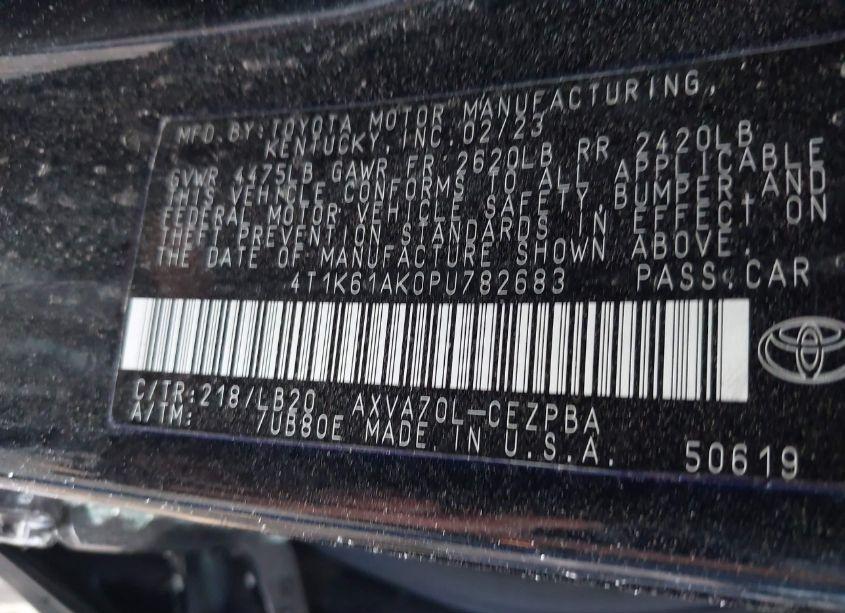 MFD. BY: TOYOTA MOTOR MANUFACTURING,
KENTUCKY, INC. 02/23
GVWR 4475LB GAWR FR 2620LB RR 2420LB
THIS VEHICLE CONFORMS TO ALL APPLICABLE
FEDERAL MOTOR VEHICLE SAFETY, BUMPER, AND
THEFT PREVENTION STANDARDS IN EFFECT ON
THE DATE OF MANUFACTURE SHOWN ABOVE.
4T1K61AK0PU782683 PASS.CAR
C/TR:218/LB20 AXVA70L-CEZPBA
A/TM: /UB80E MADE IN U.S.A. 50619